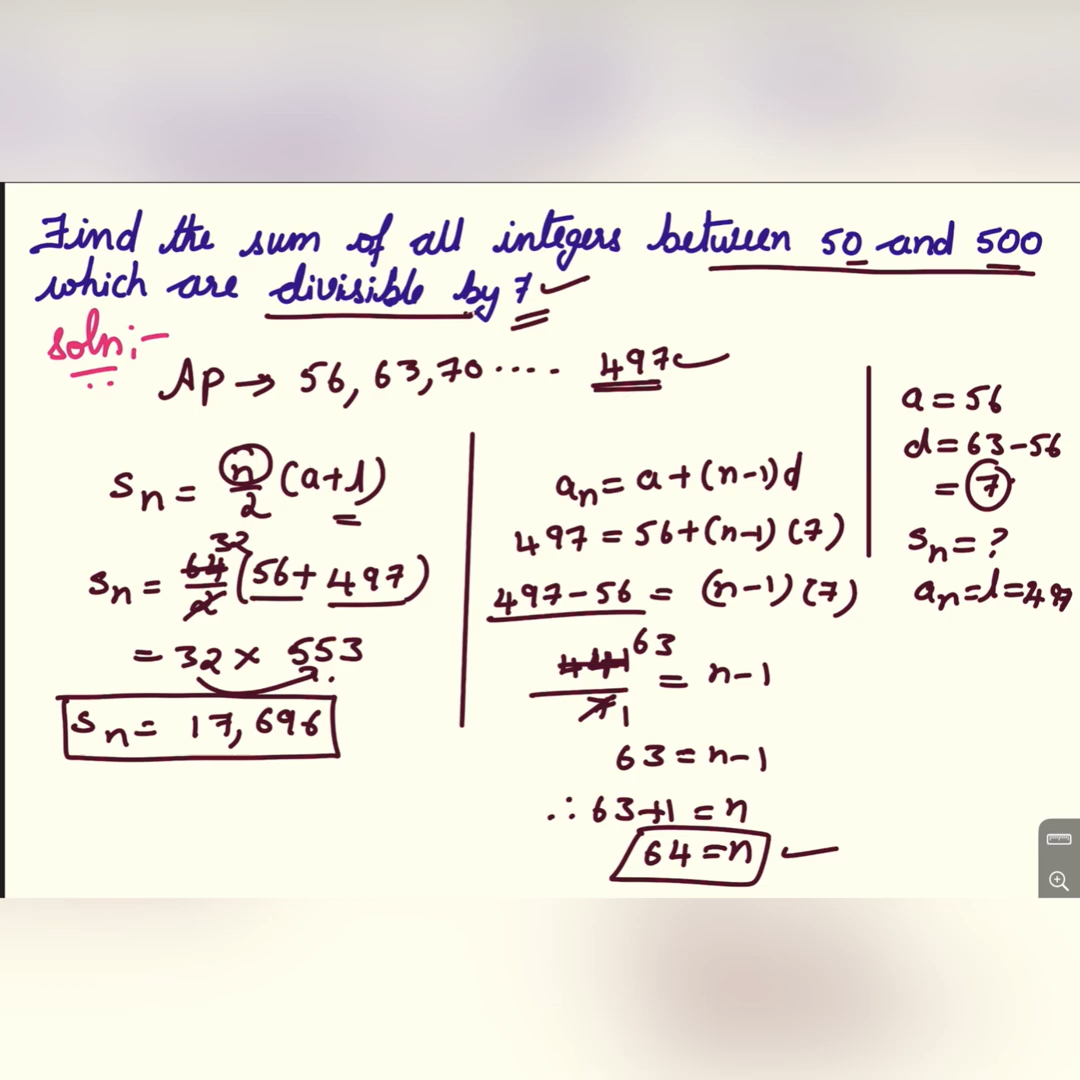 Find the sum of all integers between 50 and 500
which are divisible by 7
soln:-
Ap → 56, 63, 70 .... 497
Sn = n/2 (a+l)
Sn = 64/2 32 (56+497)
= 32 × 553
Sn = 17,696
an = a+(n-1)d
497 = 56+(n-1)(7)
497-56 = (n-1)(7)
441/7 63 1 = n-1
63 = n-1
∴ 63+1 = n
64 = n
a = 56
d = 63-56
= 7
Sn = ?
an = l = 497